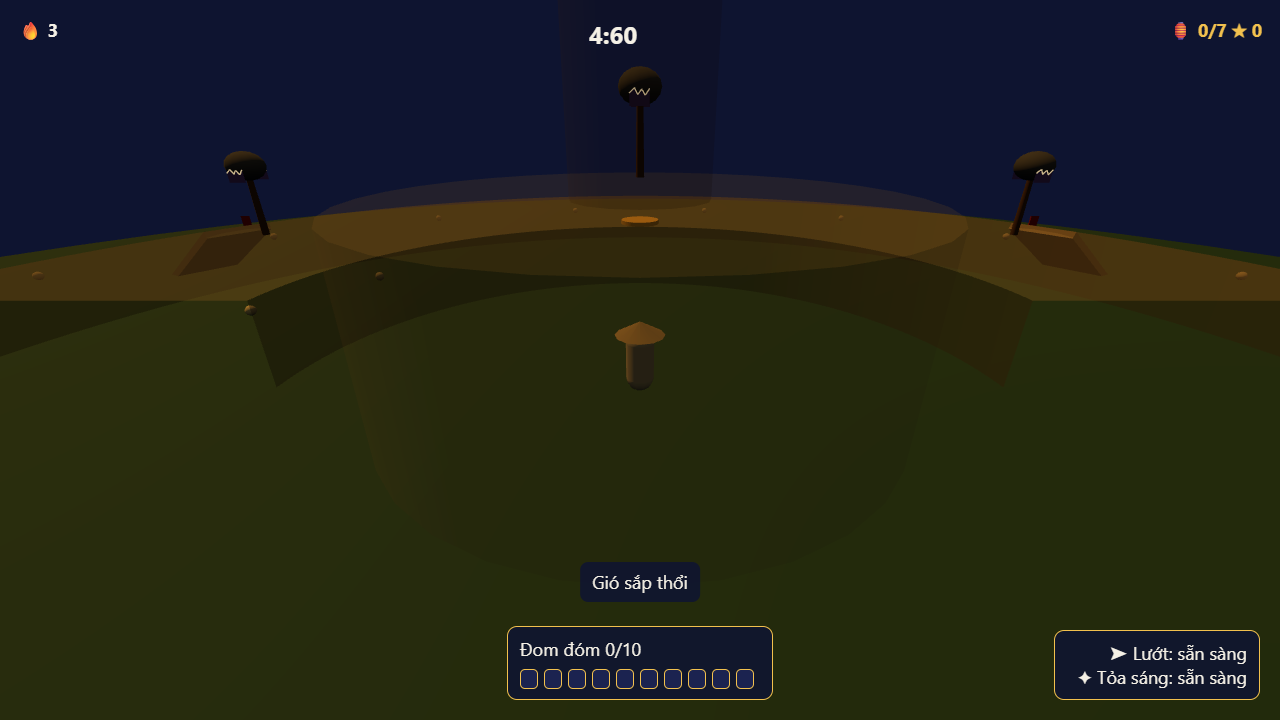 3
4:60
0/7 ★ 0
Gió sắp thổi
Đom đóm 0/10
➤ Lướt: sẵn sàng
✦ Tỏa sáng: sẵn sàng